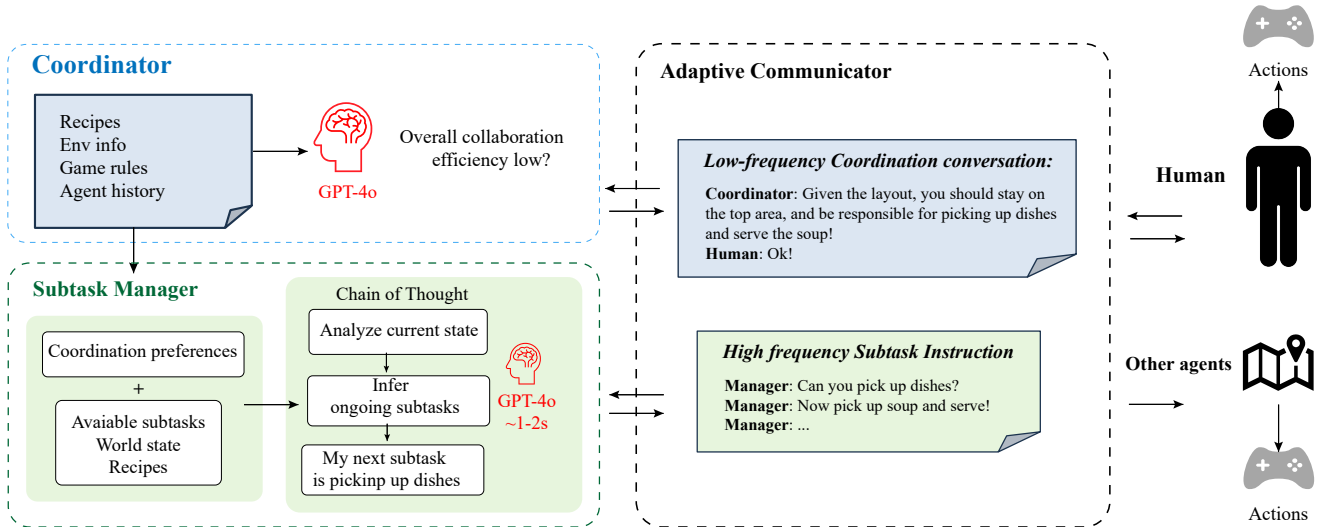 Coordinator
Recipes
Env info
Game rules
Agent history
GPT-4o
Overall collaboration
efficiency low?
Subtask Manager
Coordination preferences
+
Avaiable subtasks
World state
Recipes
Chain of Thought
Analyze current state
Infer
ongoing subtasks
My next subtask
is pickinp up dishes
GPT-4o
~1-2s
Adaptive Communicator
Low-frequency Coordination conversation:
Coordinator: Given the layout, you should stay on
the top area, and be responsible for picking up dishes
and serve the soup!
Human: Ok!
High frequency Subtask Instruction
Manager: Can you pick up dishes?
Manager: Now pick up soup and serve!
Manager: ...
Actions
Human
Other agents
Actions